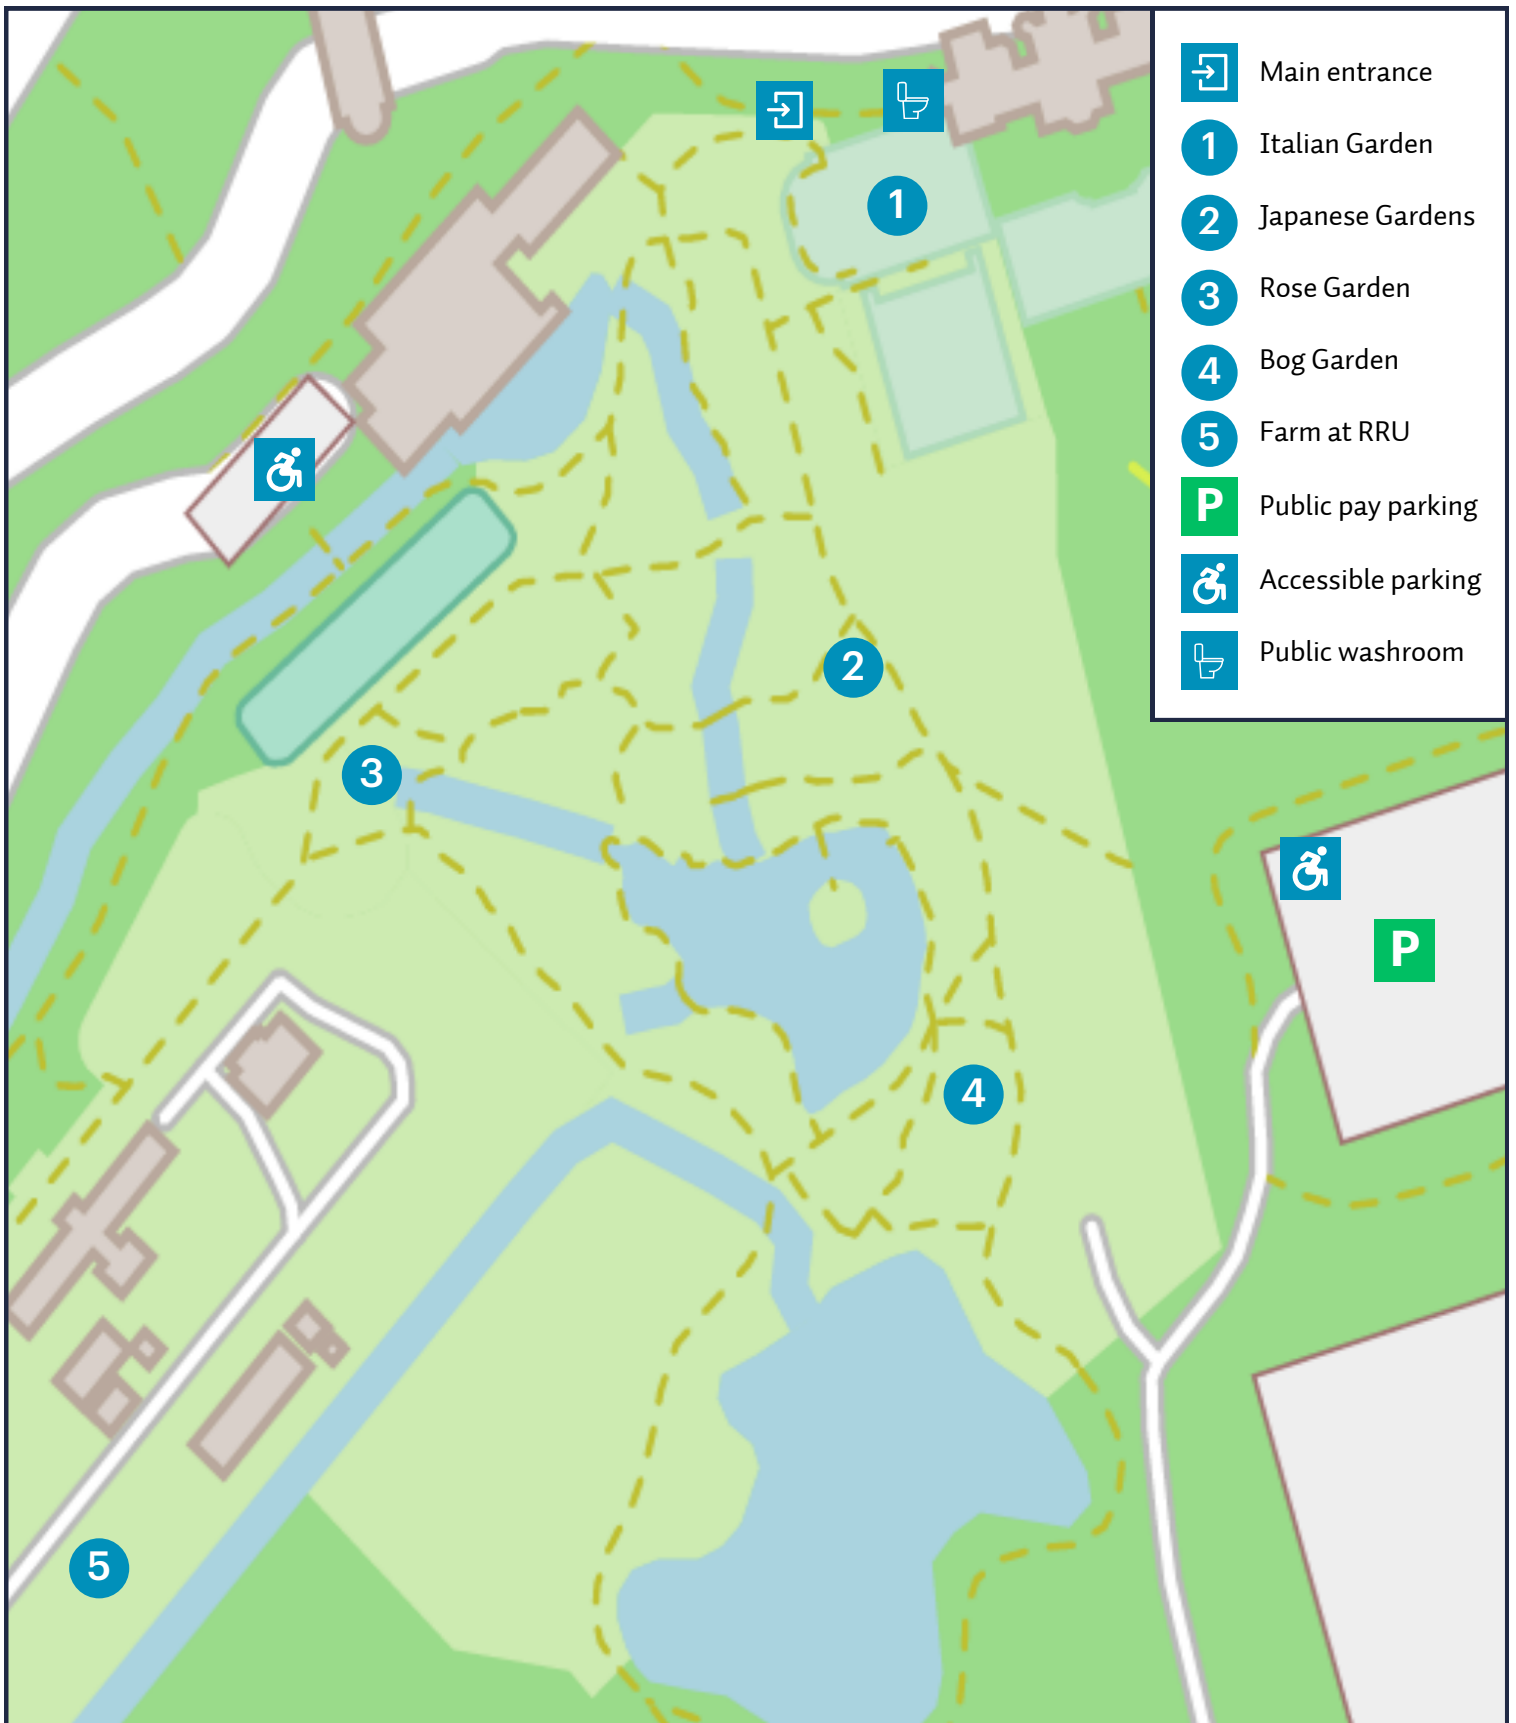 Main entrance
1 Italian Garden
2 Japanese Gardens
3 Rose Garden
4 Bog Garden
5 Farm at RRU
P Public pay parking
Accessible parking
Public washroom
1
2
3
P
4
5